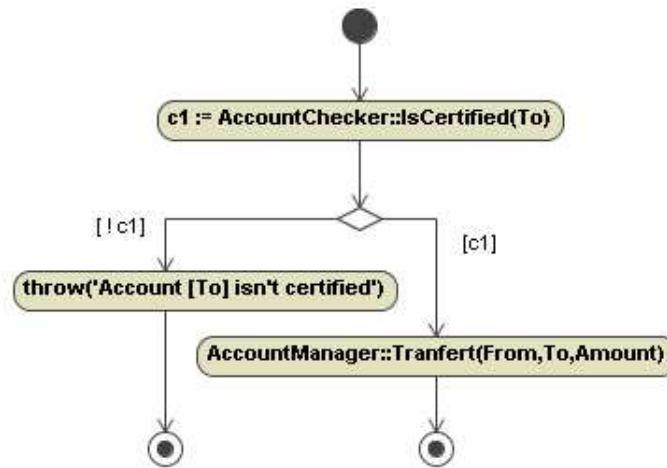 c1 := AccountChecker::IsCertified(To)
[ ! c1]
[c1]
throw('Account [To] isn't certified')
AccountManager::Tranfert(From,To,Amount)